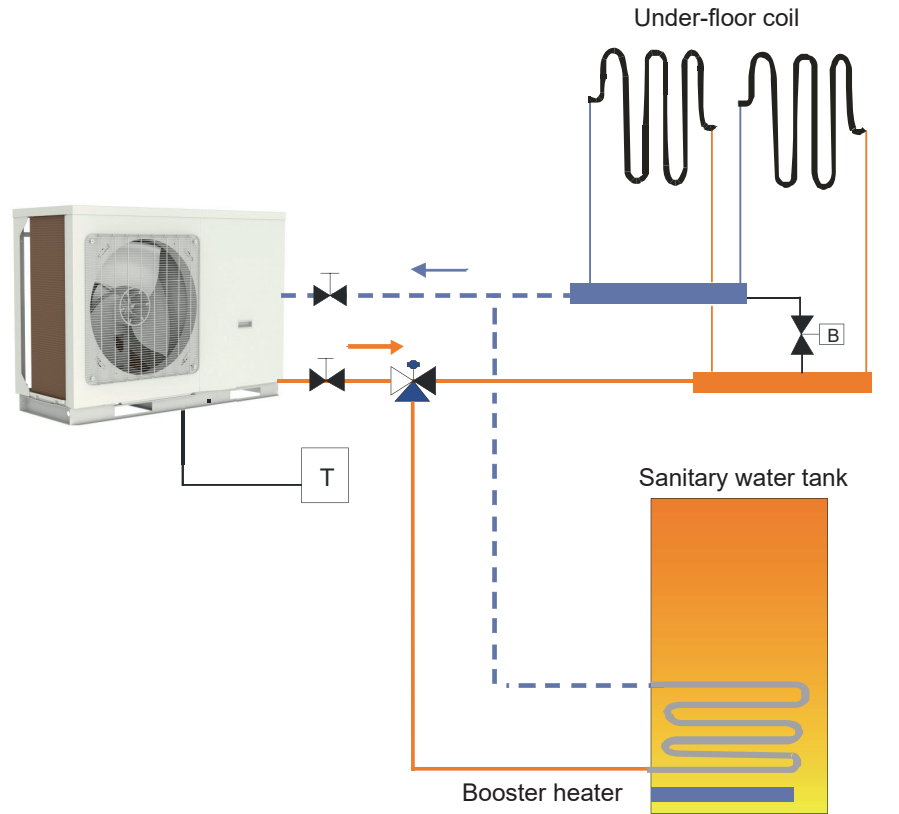 Under-floor coil
B
T
Sanitary water tank
Booster heater